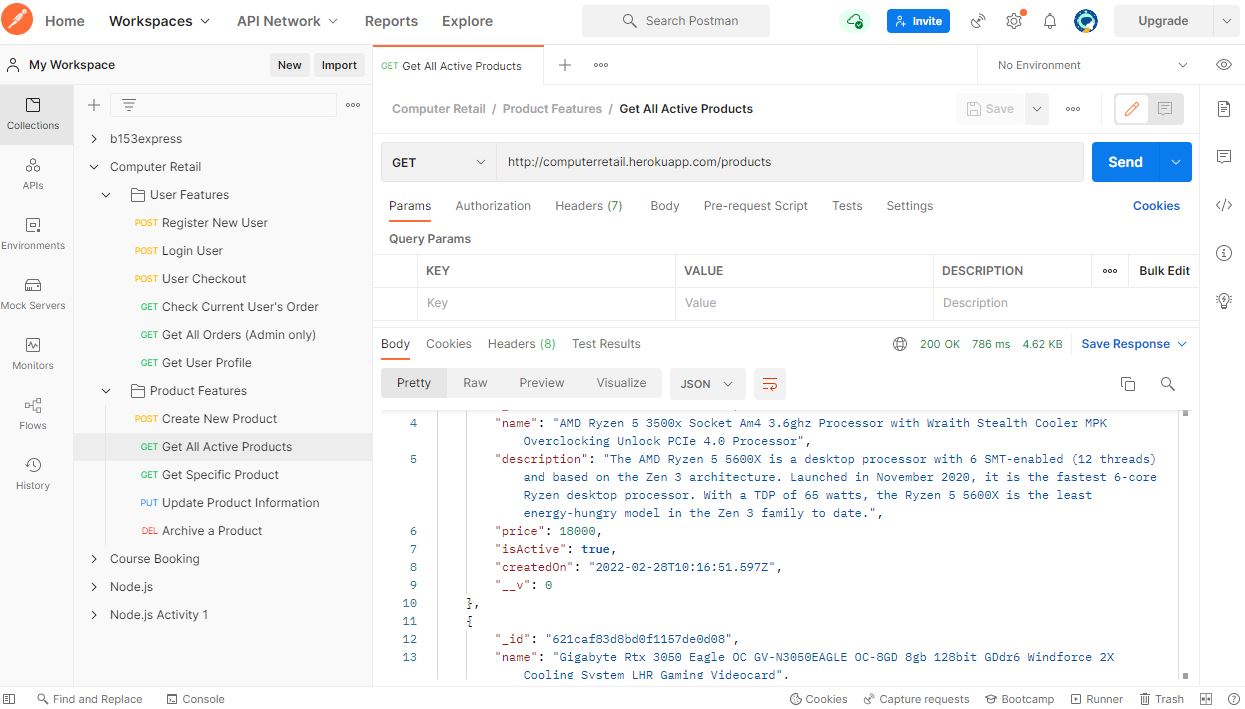 Home Workspaces API Network Reports Explore Search Postman Invite Upgrade
My Workspace New Import GET Get All Active Products No Environment
Collections
APIs
Environments
Mock Servers
Monitors
Flows
History
b153express
Computer Retail
User Features
POST Register New User
POST Login User
POST User Checkout
GET Check Current User's Order
GET Get All Orders (Admin only)
GET Get User Profile
Product Features
POST Create New Product
GET Get All Active Products
GET Get Specific Product
PUT Update Product Information
DEL Archive a Product
Course Booking
Node.js
Node.js Activity 1
Computer Retail / Product Features / Get All Active Products Save
GET http://computerretail.herokuapp.com/products Send
Params Authorization Headers (7) Body Pre-request Script Tests Settings Cookies
Query Params
KEY VALUE DESCRIPTION Bulk Edit
Key Value Description
Body Cookies Headers (8) Test Results 200 OK 786 ms 4.62 KB Save Response
Pretty Raw Preview Visualize JSON
4 "name": "AMD Ryzen 5 3500x Socket Am4 3.6ghz Processor with Wraith Stealth Cooler MPK
Overclocking Unlock PCIe 4.0 Processor",
5 "description": "The AMD Ryzen 5 5600X is a desktop processor with 6 SMT-enabled (12 threads)
and based on the Zen 3 architecture. Launched in November 2020, it is the fastest 6-core
Ryzen desktop processor. With a TDP of 65 watts, the Ryzen 5 5600X is the least
energy-hungry model in the Zen 3 family to date.",
6 "price": 18000,
7 "isActive": true,
8 "createdOn": "2022-02-28T10:16:51.597Z",
9 "__v": 0
10 },
11 {
12 "_id": "621caf83d8bd0f1157de0d08",
13 "name": "Gigabyte Rtx 3050 Eagle OC GV-N3050EAGLE OC-8GD 8gb 128bit GDdr6 Windforce 2X
Cooling System LHR Gaming Videocard",
Find and Replace Console Cookies Capture requests Bootcamp Runner Trash